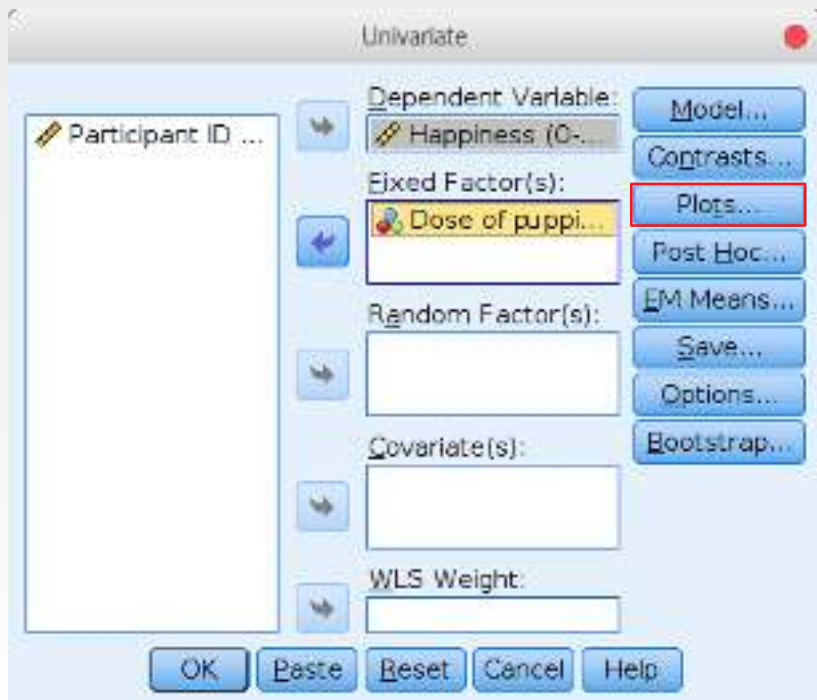 Univariate
Participant ID ...
Dependent Variable:
Happiness (0-...
Fixed Factor(s):
Dose of puppi...
Random Factor(s):
Covariate(s):
WLS Weight:
Model...
Contrasts...
Plots...
Post Hoc...
EM Means...
Save...
Options...
Bootstrap...
OK Paste Reset Cancel Help